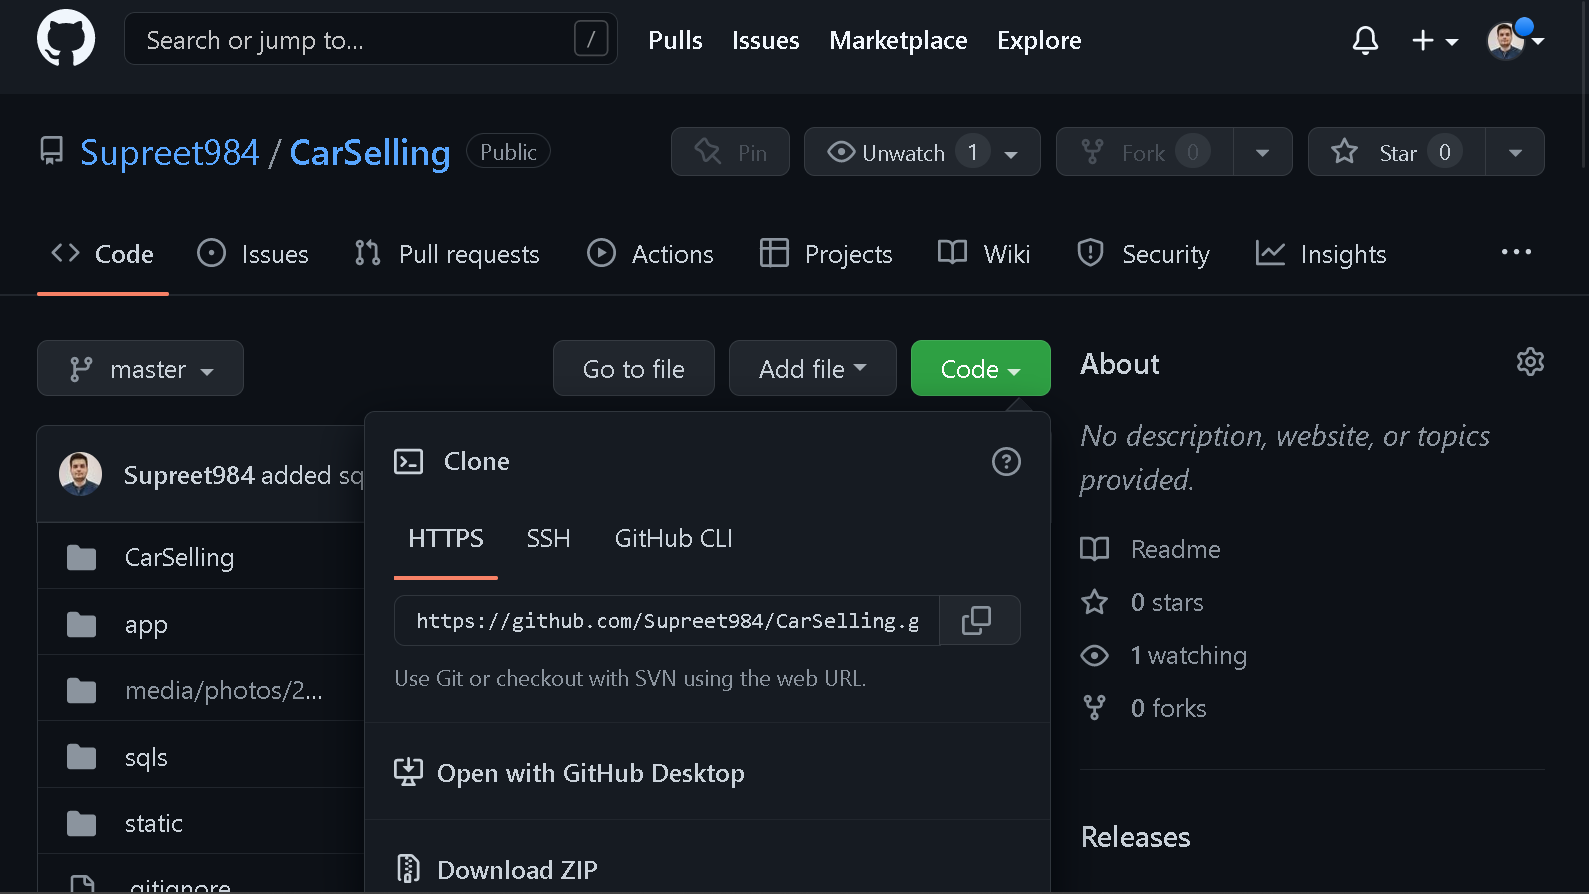 Search or jump to...
/
Pulls
Issues
Marketplace
Explore
Supreet984 / CarSelling
Public
Pin
Unwatch 1
Fork 0
Star 0
Code
Issues
Pull requests
Actions
Projects
Wiki
Security
Insights
master
Go to file
Add file
Code
About
No description, website, or topics
provided.
Supreet984 added sq
Clone
HTTPS
SSH
GitHub CLI
https://github.com/Supreet984/CarSelling.g
Use Git or checkout with SVN using the web URL.
Open with GitHub Desktop
Download ZIP
CarSelling
app
media/photos/2...
sqls
static
.gitignore
Readme
0 stars
1 watching
0 forks
Releases